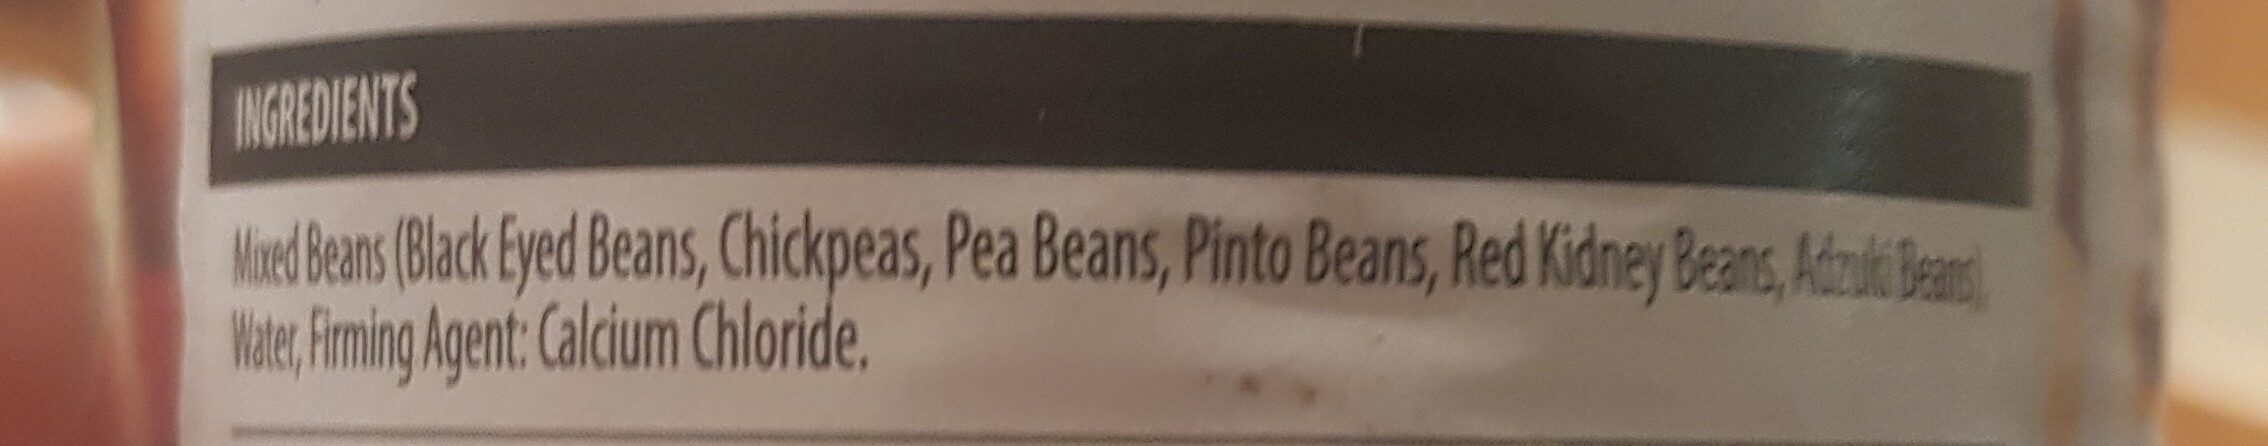 INGREDIENTS
Mixed Beans (Black Eyed Beans, Chickpeas, Pea Beans, Pinto Beans, Red Kidney Beans, Adzuki Beans),
Water, Firming Agent: Calcium Chloride.